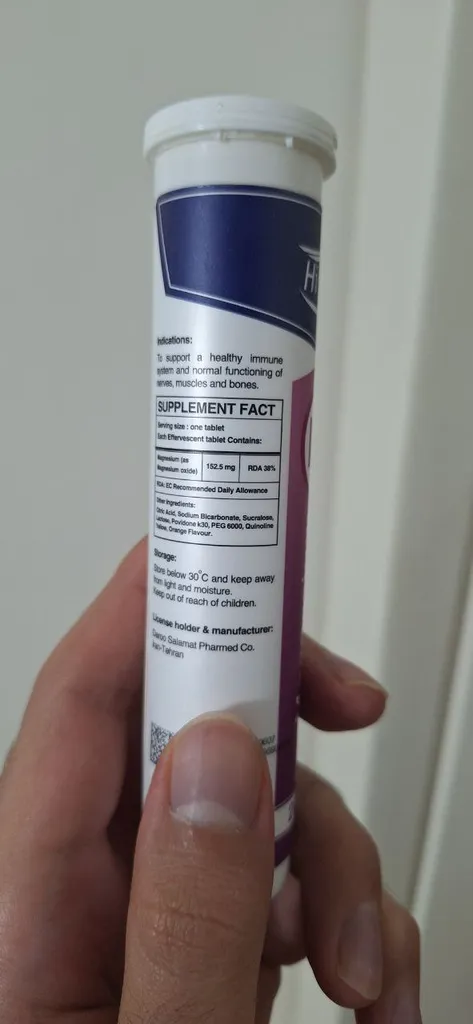 H
Indications:
To support a healthy immune
system and normal functioning of
nerves, muscles and bones.
SUPPLEMENT FACT
Serving size : one tablet
Each Effervescent tablet Contains:
Magnesium (as
Magnesium oxide)
152.5 mg
RDA 38%
RDA: EC Recommended Daily Allowance
Other Ingredients:
Citric Acid, Sodium Bicarbonate, Sucralose,
Lactose, Povidone k30, PEG 6000, Quinoline
Yellow, Orange Flavour.
Storage:
Store below 30°C and keep away
from light and moisture.
Keep out of reach of children.
License holder & manufacturer:
Daroo Salamat Pharmed Co.
Iran-Tehran